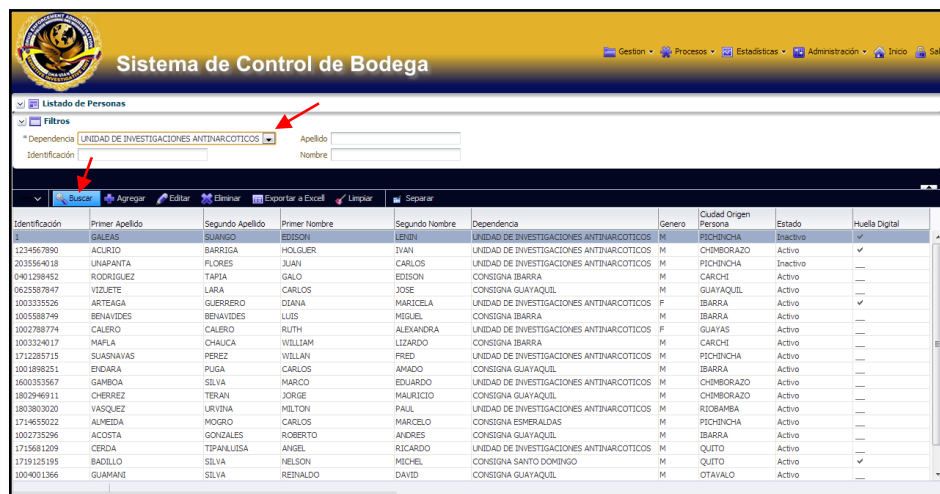 Sistema de Control de Bodega
Gestion Procesos Estadísticas Administración Inicio Sal
Listado de Personas
Filtros
* Dependencia UNIDAD DE INVESTIGACIONES ANTINARCOTICOS Apellido
Identificación Nombre
Buscar Agregar Editar Eliminar Exportar a Excell Limpiar Separar
Identificación Primer Apellido Segundo Apellido Primer Nombre Segundo Nombre Dependencia Genero Ciudad Origen Persona Estado Huella Digital
1 GALEAS SUANGO EDISON LENIN UNIDAD DE INVESTIGACIONES ANTINARCOTICOS M PICHINCHA Inactivo
1234567890 ACURIO BARRIGA HOLGUER IVAN UNIDAD DE INVESTIGACIONES ANTINARCOTICOS M CHIMBORAZO Activo
2035564018 UNAPANTA FLORES JUAN CARLOS UNIDAD DE INVESTIGACIONES ANTINARCOTICOS M PICHINCHA Inactivo
0401298452 RODRIGUEZ TAPIA GALO EDISON CONSIGNA IBARRA M CARCHI Activo
0625587847 VIZUETE LARA CARLOS JOSE CONSIGNA GUAYAQUIL M GUAYAQUIL Activo
1003335526 ARTEAGA GUERRERO DIANA MARICELA UNIDAD DE INVESTIGACIONES ANTINARCOTICOS F IBARRA Activo
1005588749 BENAVIDES BENAVIDES LUIS MIGUEL CONSIGNA IBARRA M IBARRA Activo
1002788774 CALERO CALERO RUTH ALEXANDRA UNIDAD DE INVESTIGACIONES ANTINARCOTICOS F GUAYAS Activo
1003324017 MAFLA CHAUCA WILLIAM LIZARDO CONSIGNA IBARRA M CARCHI Activo
1712285715 SUASNAVAS PEREZ WILLAN FRED UNIDAD DE INVESTIGACIONES ANTINARCOTICOS M PICHINCHA Activo
1001898251 ENDARA PUGA CARLOS AMADO CONSIGNA GUAYAQUIL M IBARRA Activo
1600353567 GAMBOA SILVA MARCO EDUARDO UNIDAD DE INVESTIGACIONES ANTINARCOTICOS M CHIMBORAZO Activo
1802946911 CHERREZ TERAN JORGE MAURICIO CONSIGNA GUAYAQUIL M CHIMBORAZO Activo
1803803020 VASQUEZ URVINA MILTON PAUL UNIDAD DE INVESTIGACIONES ANTINARCOTICOS M RIOBAMBA Activo
1714655022 ALMEIDA MOGRO CARLOS MARCELO CONSIGNA ESMERALDAS M PICHINCHA Activo
1002735296 ACOSTA GONZALES ROBERTO ANDRES CONSIGNA GUAYAQUIL M IBARRA Activo
1715681209 CERDA TIPANLUISA ANGEL RICARDO UNIDAD DE INVESTIGACIONES ANTINARCOTICOS M QUITO Activo
1719125195 BADILLO SILVA NELSON MICHEL CONSIGNA SANTO DOMINGO M QUITO Activo
1004001366 GUAMANI SILVA REINALDO DAVID CONSIGNA GUAYAQUIL M OTAVALO Activo